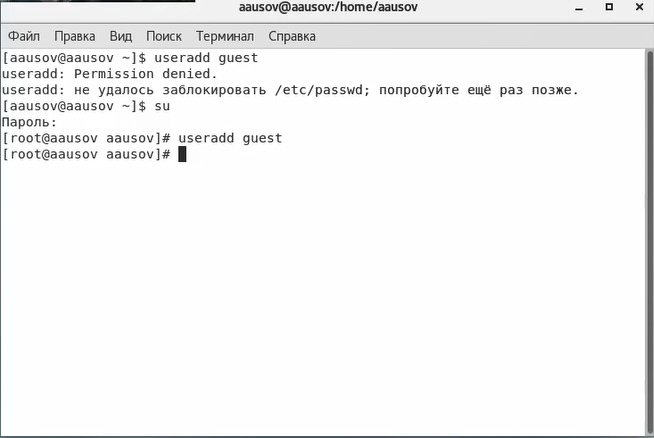 aausov@aausov:/home/aausov
Файл Правка Вид Поиск Терминал Справка
[aausov@aausov ~]$ useradd guest
useradd: Permission denied.
useradd: не удалось заблокировать /etc/passwd; попробуйте ещё раз позже.
[aausov@aausov ~]$ su
Пароль:
[root@aausov aausov]# useradd guest
[root@aausov aausov]#